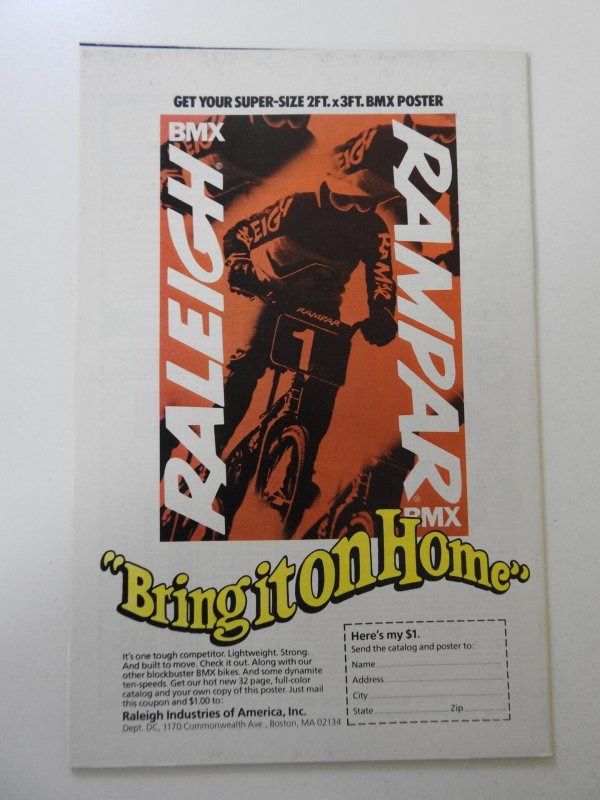 GET YOUR SUPER-SIZE 2FT. x 3FT. BMX POSTER
BMX
RALEIGH®
RAMPAR®
BMX
RALEIGH
RAMPAR
RAMPAR
1
"Bring it on Home"
It's one tough competitor. Lightweight. Strong.
And built to move. Check it out. Along with our
other blockbuster BMX bikes. And some dynamite
ten-speeds. Get our hot new 32 page, full-color
catalog and your own copy of this poster. Just mail
this coupon and $1.00 to:
Raleigh Industries of America, Inc.
Dept. DC, 1170 Commonwealth Ave., Boston, MA 02134
Here's my $1.
Send the catalog and poster to:
Name
Address
City
State Zip